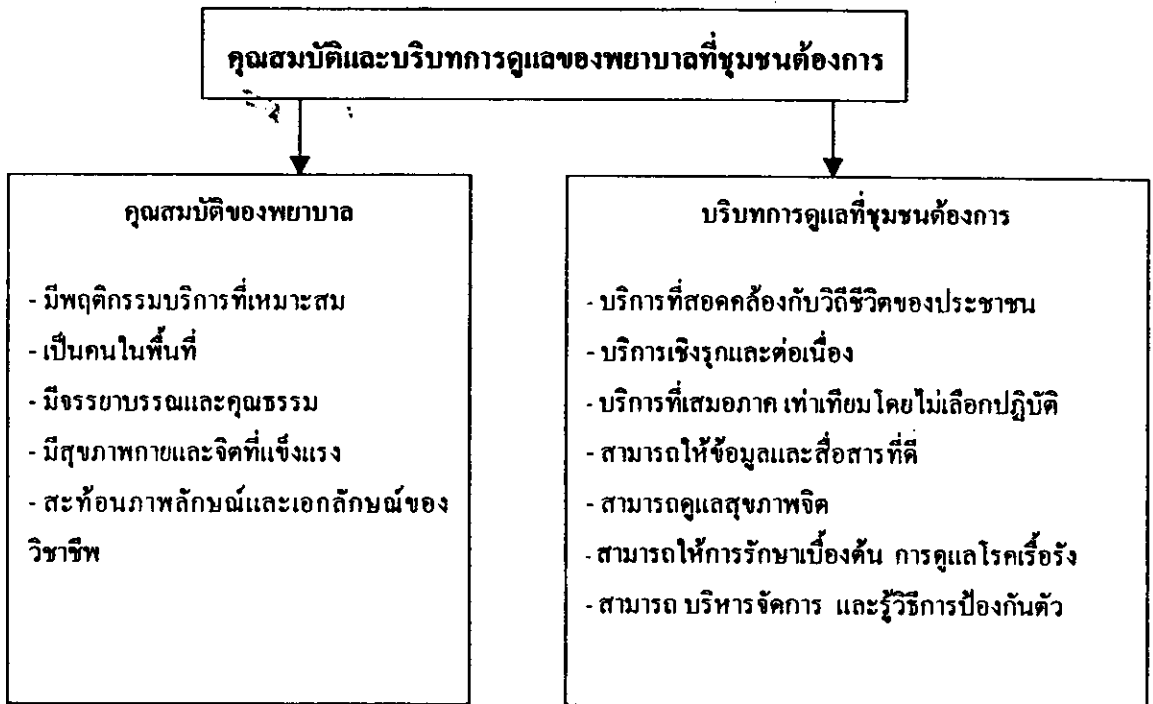 คุณสมบัติและบริบทการดูแลของพยาบาลที่ชุมชนต้องการ
คุณสมบัติของพยาบาล
- มีพฤติกรรมบริการที่เหมาะสม
- เป็นคนในพื้นที่
- มีจรรยาบรรณและคุณธรรม
- มีสุขภาพกายและจิตที่แข็งแรง
- สะท้อนภาพลักษณ์และเอกลักษณ์ของ
วิชาชีพ
บริบทการดูแลที่ชุมชนต้องการ
- บริการที่สอดคล้องกับวิถีชีวิตของประชาชน
- บริการเชิงรุกและต่อเนื่อง
- บริการที่เสมอภาค เท่าเทียมโดยไม่เลือกปฎิบัติ
- สามารถให้ข้อมูลและสื่อสารที่ดี
- สามารถดูแลสุขภาพจิต
- สามารถให้การรักษาเบื้องต้น การดูแลโรคเรื้อรัง
- สามารถ บริหารจัดการ และรู้วิธีการป้องกันตัว